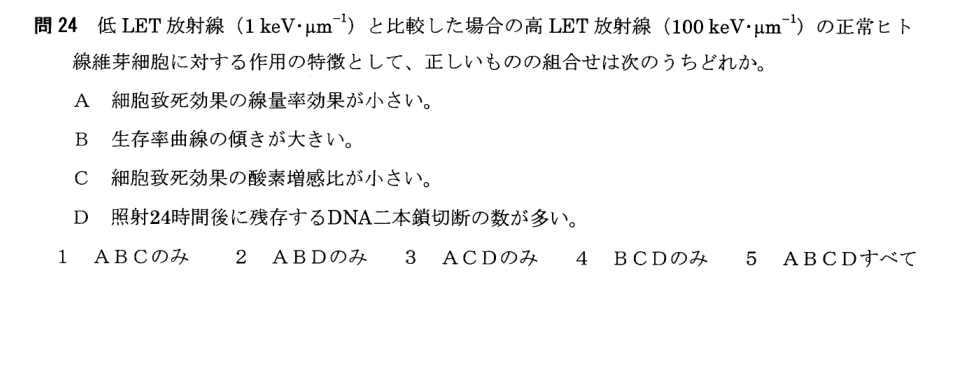 問24 低 LET 放射線（1 keV·μm⁻¹）と比較した場合の高 LET 放射線（100 keV·μm⁻¹）の正常ヒト
線維芽細胞に対する作用の特徴として、正しいものの組合せは次のうちどれか。
A 細胞致死効果の線量率効果が小さい。
B 生存率曲線の傾きが大きい。
C 細胞致死効果の酸素増感比が小さい。
D 照射24時間後に残存するDNA二本鎖切断の数が多い。
1 ABCのみ 2 ABDのみ 3 ACDのみ 4 BCDのみ 5 ABCDすべて